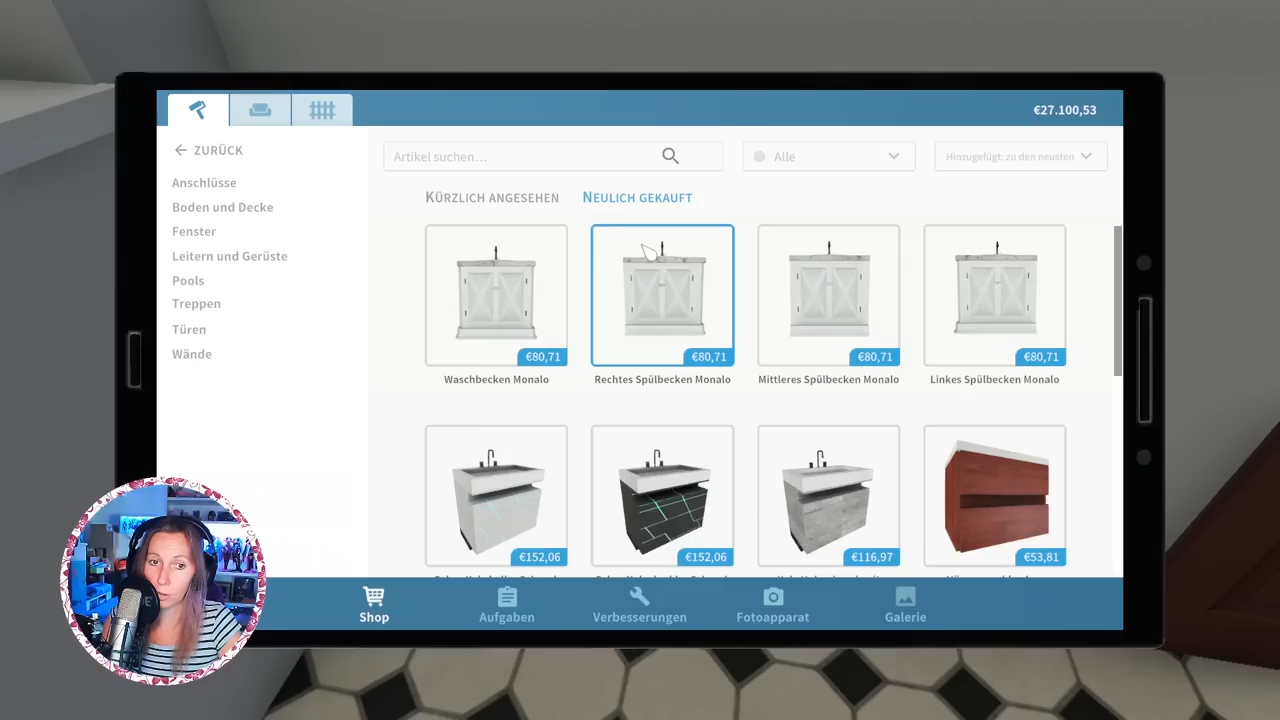 €27.100,53
ZURÜCK
Artikel suchen...
Alle
Hinzugefügt: zu den neusten
Anschlüsse
Boden und Decke
Fenster
Leitern und Gerüste
Pools
Treppen
Türen
Wände
KÜRZLICH ANGESEHEN NEULICH GEKAUFT
€80,71 €80,71 €80,71 €80,71
Waschbecken Monalo Rechtes Spülbecken Monalo Mittleres Spülbecken Monalo Linkes Spülbecken Monalo
€152,06 €152,06 €116,97 €53,81
Shop Aufgaben Verbesserungen Fotoapparat Galerie